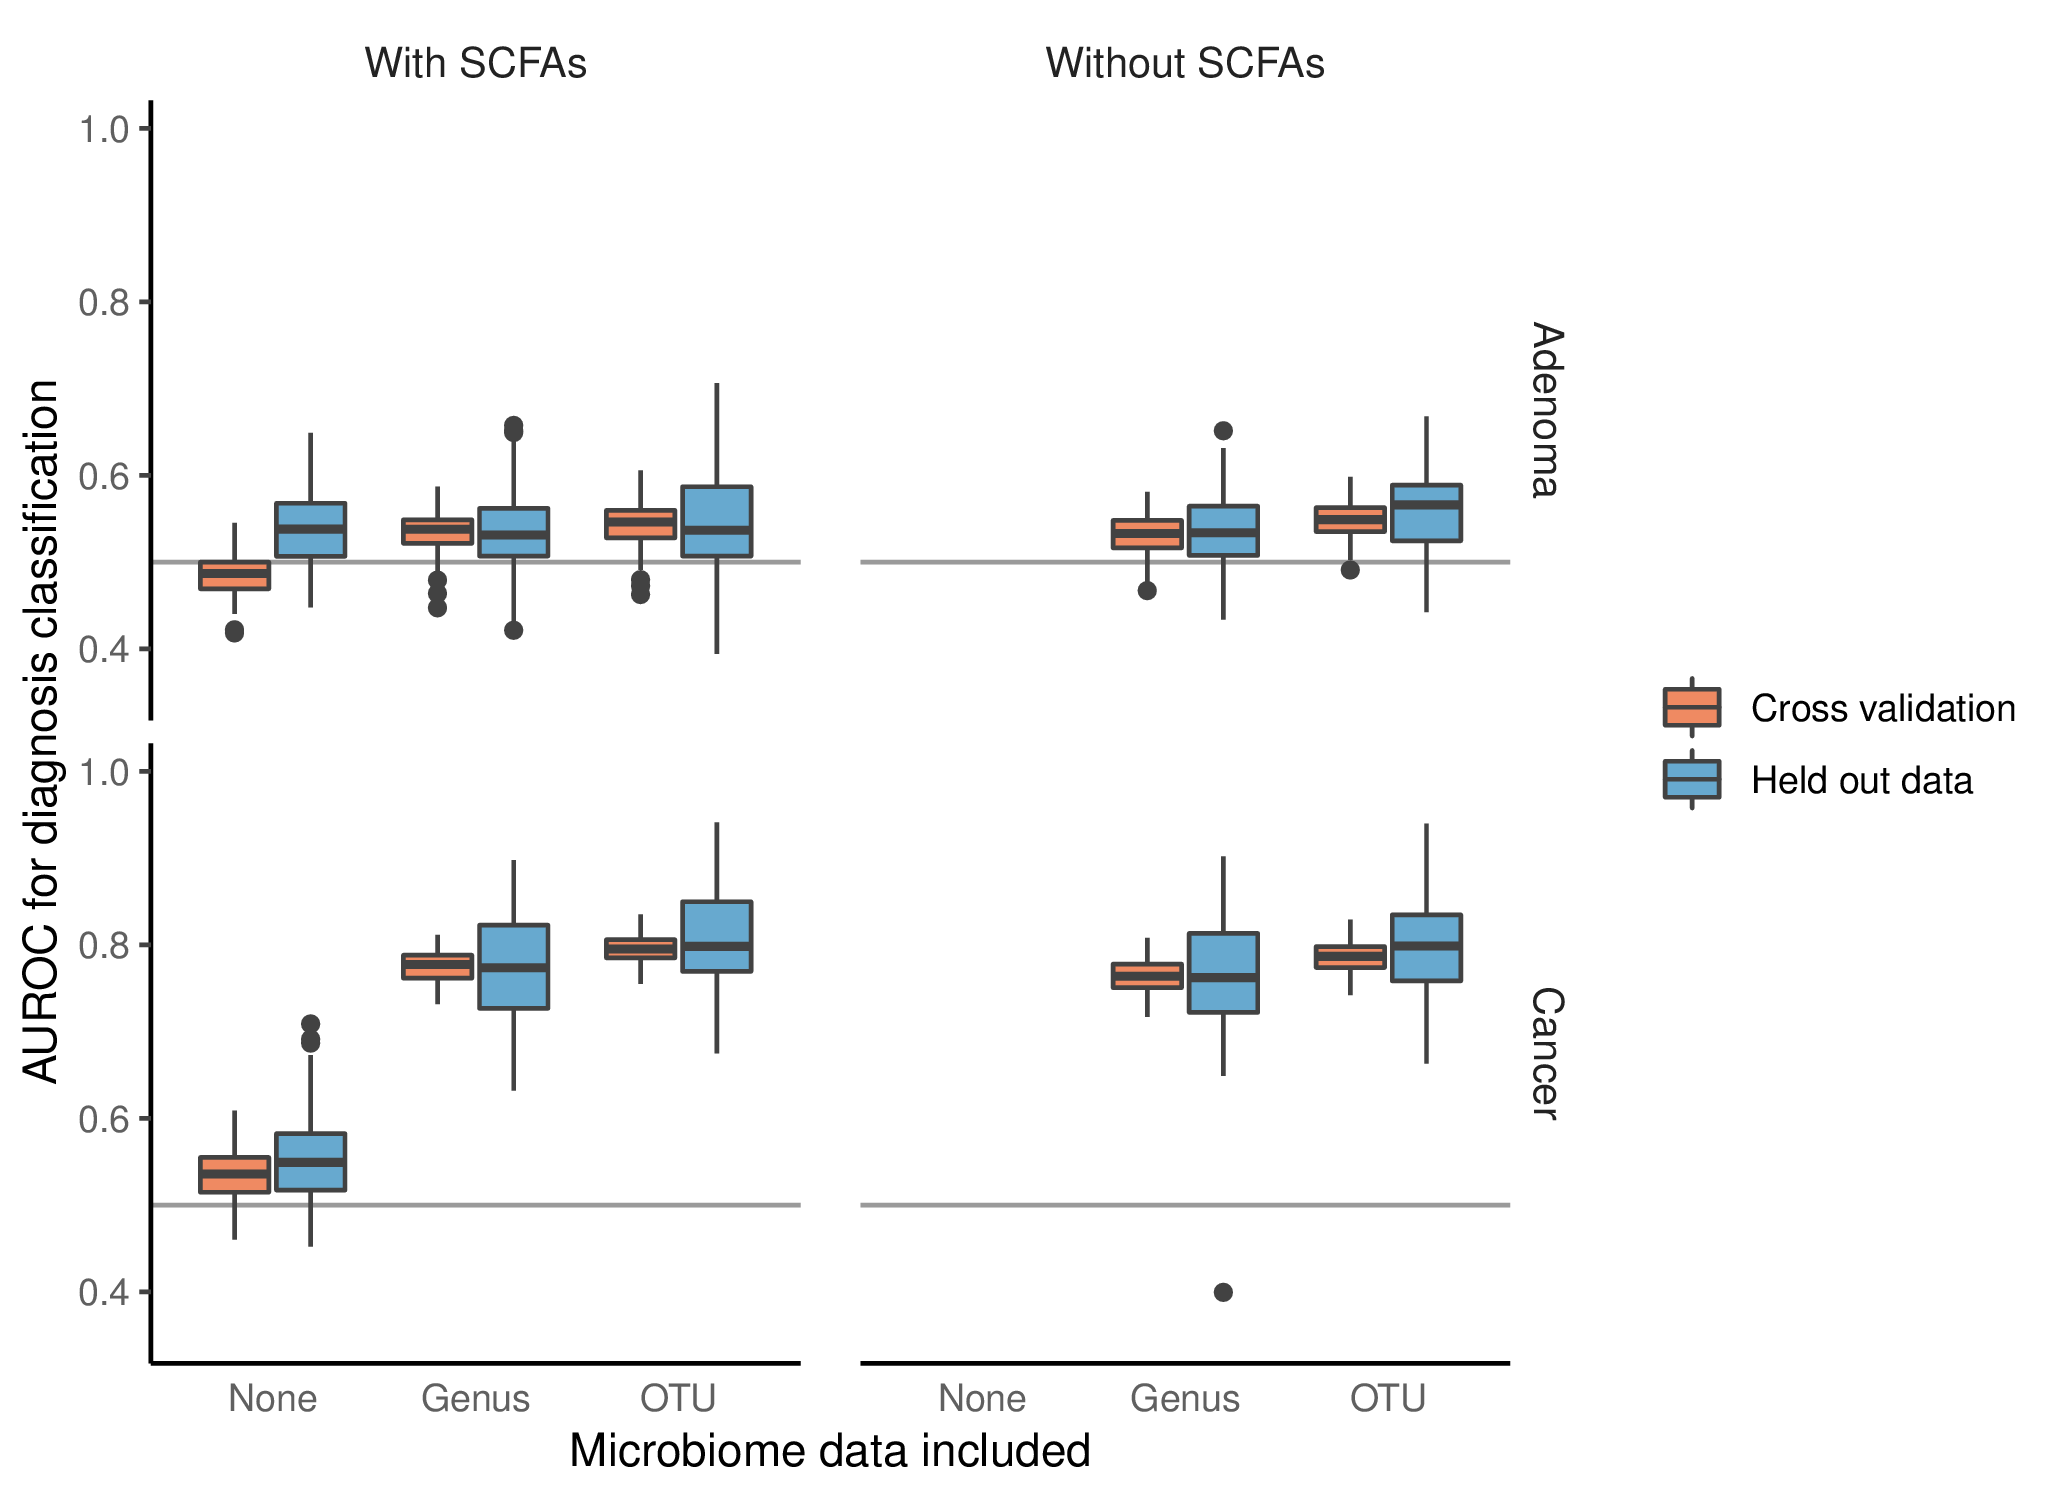 With SCFAs
Without SCFAs
AUROC for diagnosis classification
1.0
0.8
0.6
0.4
Adenoma
1.0
0.8
0.6
0.4
Cancer
None
Genus
OTU
None
Genus
OTU
Microbiome data included
Cross validation
Held out data